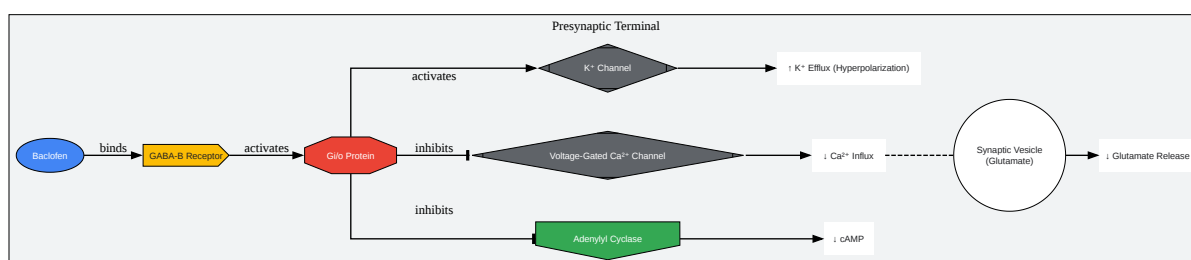 Presynaptic Terminal
K⁺ Channel
activates
↑ K⁺ Efflux (Hyperpolarization)
Baclofen
binds
GABA-B Receptor
activates
Gi/o Protein
inhibits
Voltage-Gated Ca²⁺ Channel
↓ Ca²⁺ Influx
Synaptic Vesicle
(Glutamate)
↓ Glutamate Release
inhibits
Adenylyl Cyclase
↓ cAMP